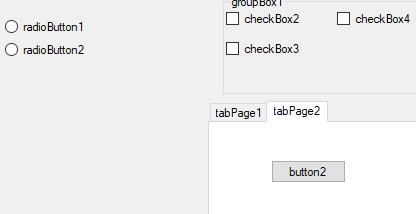 groupBox1
radioButton1
checkBox2
checkBox4
radioButton2
checkBox3
tabPage1
tabPage2
button2